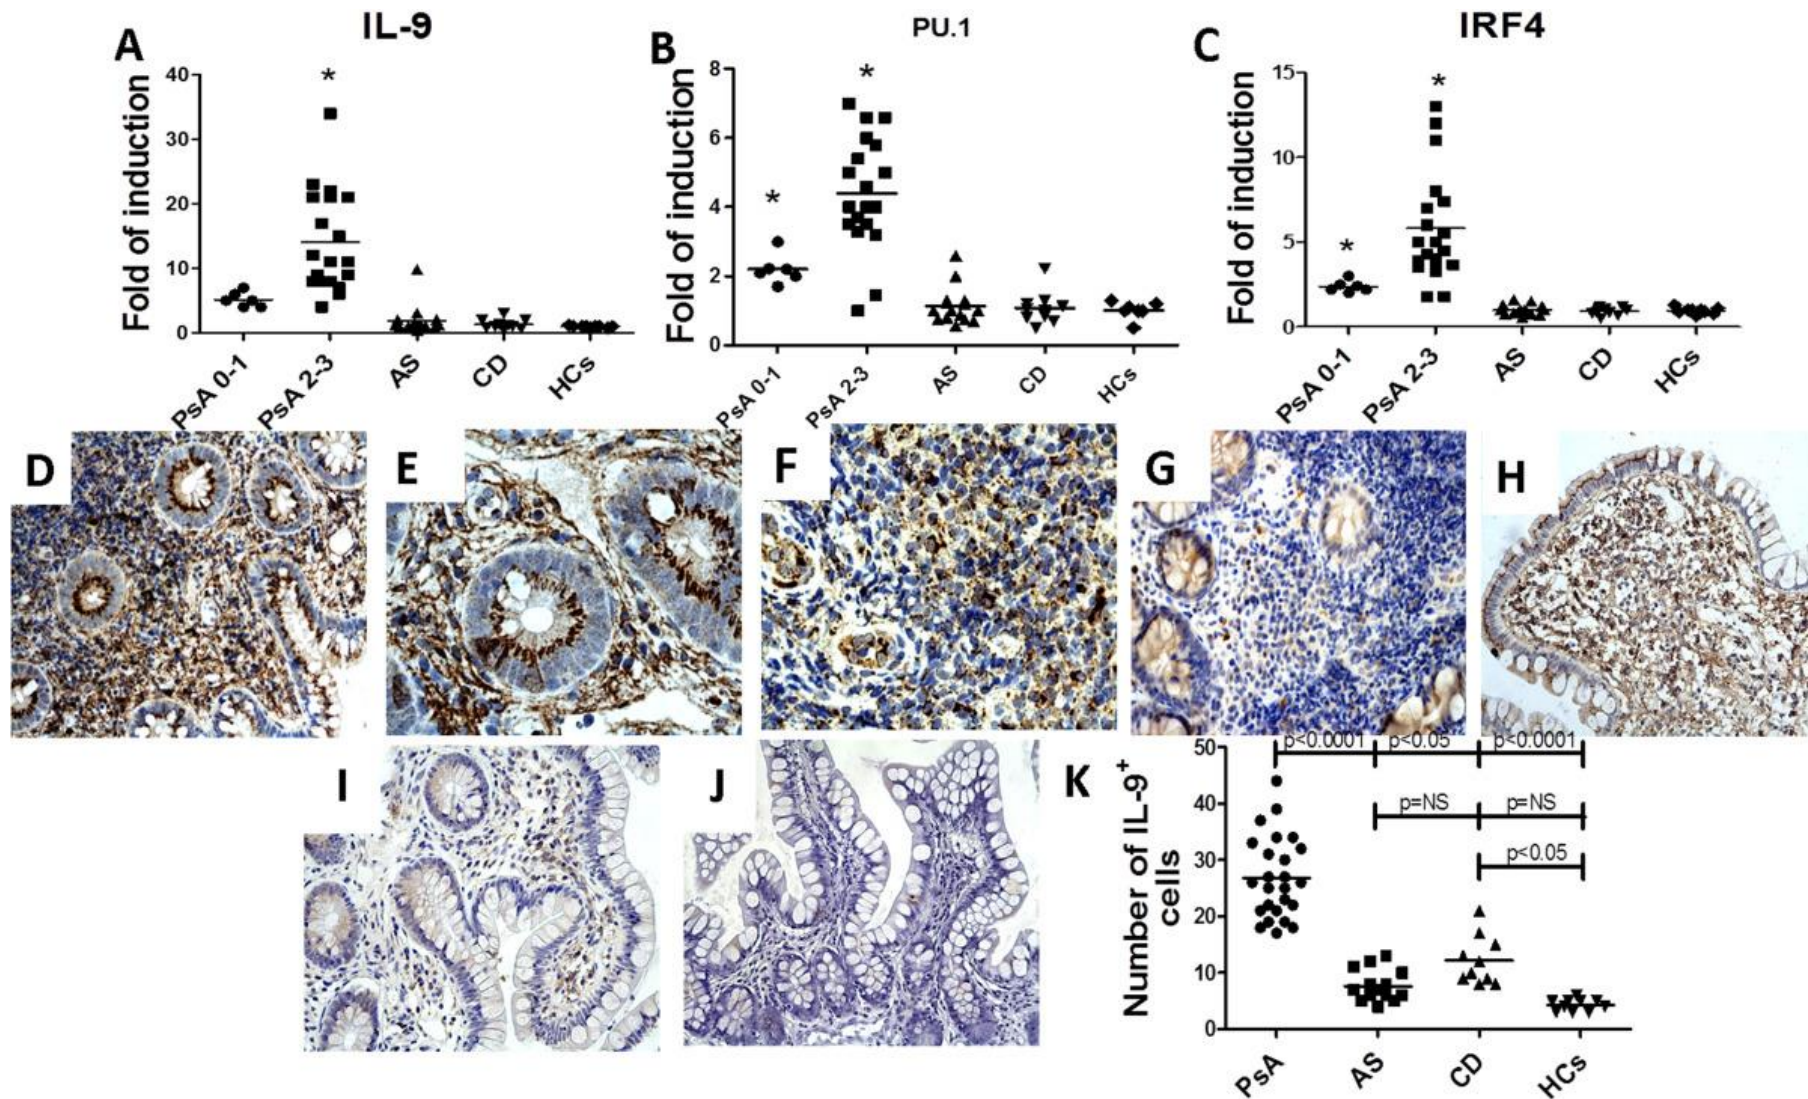 A
IL-9
Fold of induction
40
30
20
10
0
*
PsA 0-1
PsA 2-3
AS
CD
HCs
B
PU.1
Fold of induction
8
6
4
2
0
*
*
PsA 0-1
PsA 2-3
AS
CD
HCs
C
IRF4
Fold of induction
15
10
5
0
*
*
PsA 0-1
PsA 2-3
AS
CD
HCs
D
E
F
G
H
I
J
K
Number of IL-9+
cells
50
40
30
20
10
0
p<0.0001
p<0.05
p<0.0001
p=NS
p=NS
p<0.05
PsA
AS
CD
HCs